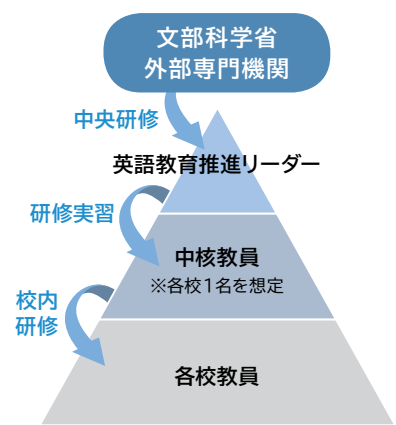 文部科学省
外部専門機関
中央研修
英語教育推進リーダー
研修実習
中核教員
※各校1名を想定
校内
研修
各校教員